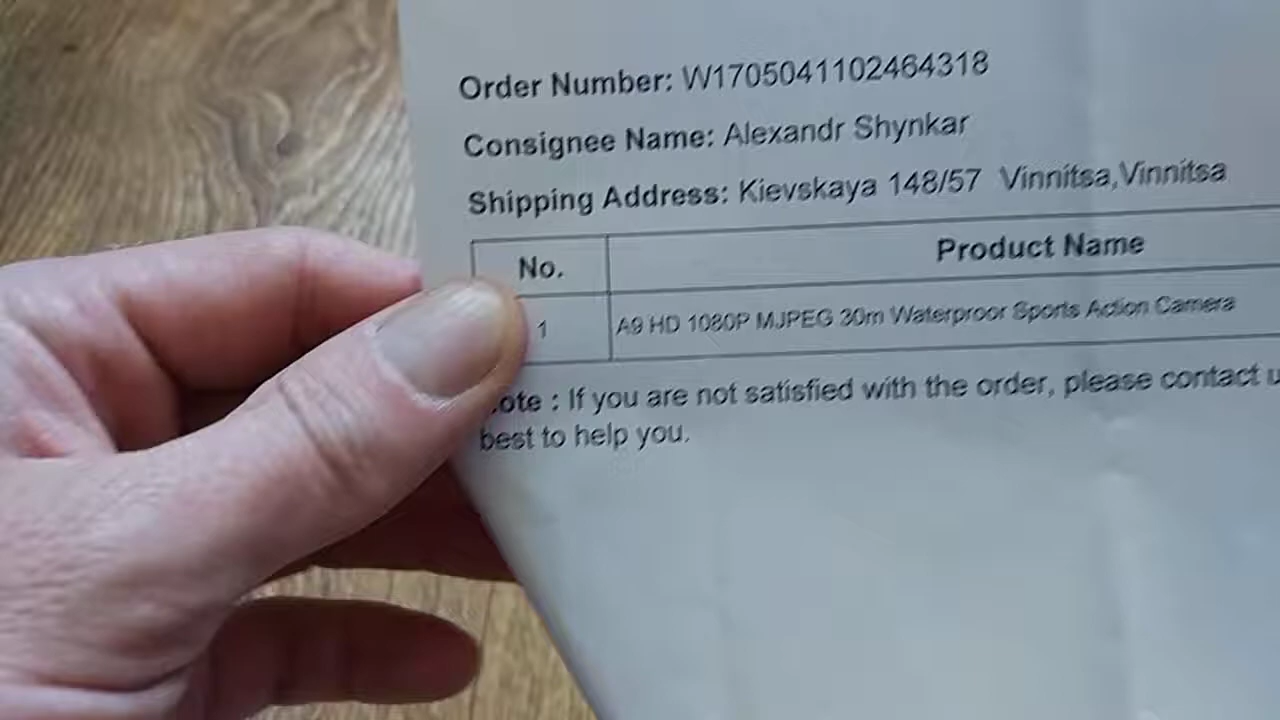 Order Number: W1705041102464318
Consignee Name: Alexandr Shynkar
Shipping Address: Kievskaya 148/57 Vinnitsa,Vinnitsa
No. Product Name
1 A9 HD 1080P MJPEG 30m Waterproor Sports Action Camera
ote : If you are not satisfied with the order, please contact u
best to help you.